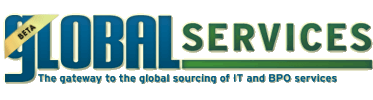 BETA
gLOBAL SERVICES
The gateway to the global sourcing of IT and BPO services